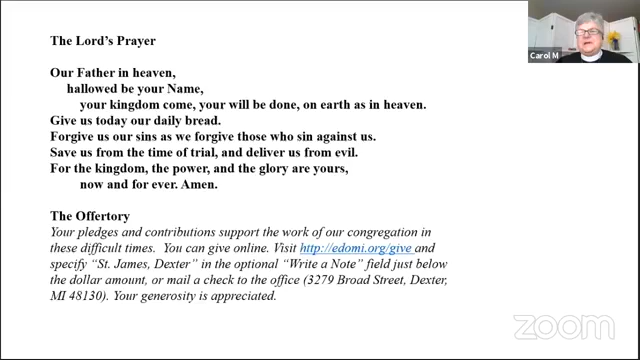 The Lord's Prayer
Our Father in heaven,
hallowed be your Name,
your kingdom come, your will be done, on earth as in heaven.
Give us today our daily bread.
Forgive us our sins as we forgive those who sin against us.
Save us from the time of trial, and deliver us from evil.
For the kingdom, the power, and the glory are yours,
now and for ever. Amen.
The Offertory
Your pledges and contributions support the work of our congregation in
these difficult times.  You can give online. Visit http://edomi.org/give and
specify “St. James, Dexter” in the optional “Write a Note” field just below
the dollar amount, or mail a check to the office (3279 Broad Street, Dexter,
MI 48130). Your generosity is appreciated.
Carol M
zoom